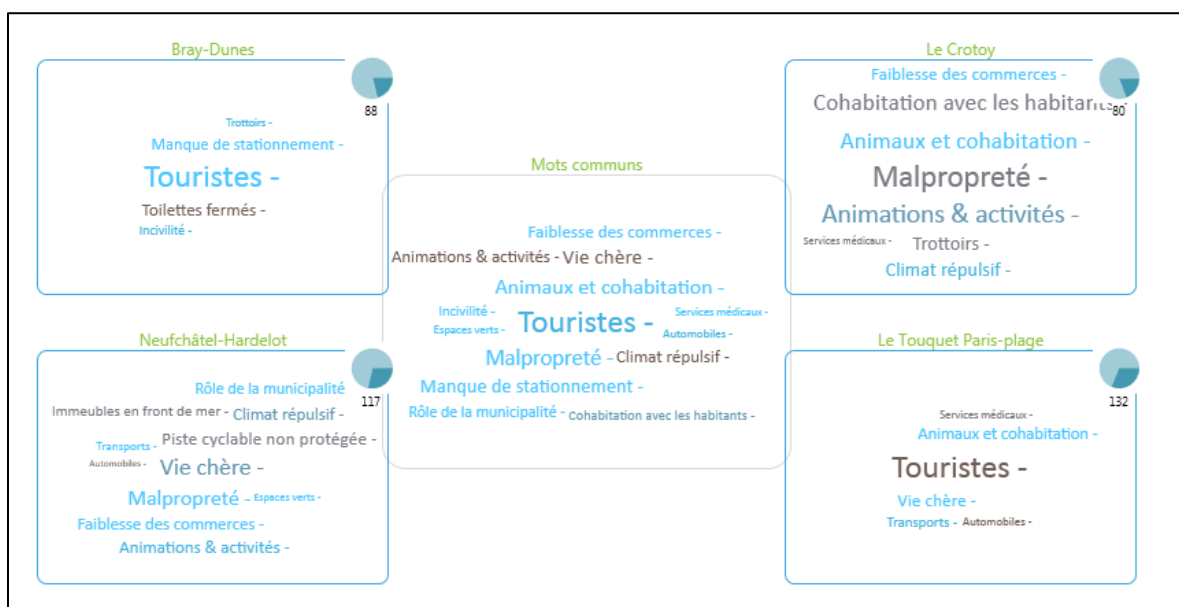 Bray-Dunes
88
Trottoirs -
Manque de stationnement -
Touristes -
Toilettes fermés -
Incivilité -
Le Crotoy
80
Faiblesse des commerces -
Cohabitation avec les habitants -
Animaux et cohabitation -
Malpropreté -
Animations & activités -
Services médicaux - Trottoirs -
Climat répulsif -
Mots communs
Faiblesse des commerces -
Animations & activités - Vie chère -
Animaux et cohabitation -
Incivilité - Touristes - Services médicaux -
Espaces verts - Automobiles -
Malpropreté - Climat répulsif -
Manque de stationnement -
Rôle de la municipalité - Cohabitation avec les habitants -
Neufchâtel-Hardelot
117
Rôle de la municipalité
Immeubles en front de mer - Climat répulsif -
Transports - Piste cyclable non protégée -
Automobiles - Vie chère -
Malpropreté - Espaces verts -
Faiblesse des commerces -
Animations & activités -
Le Touquet Paris-plage
132
Services médicaux -
Animaux et cohabitation -
Touristes -
Vie chère -
Transports - Automobiles -